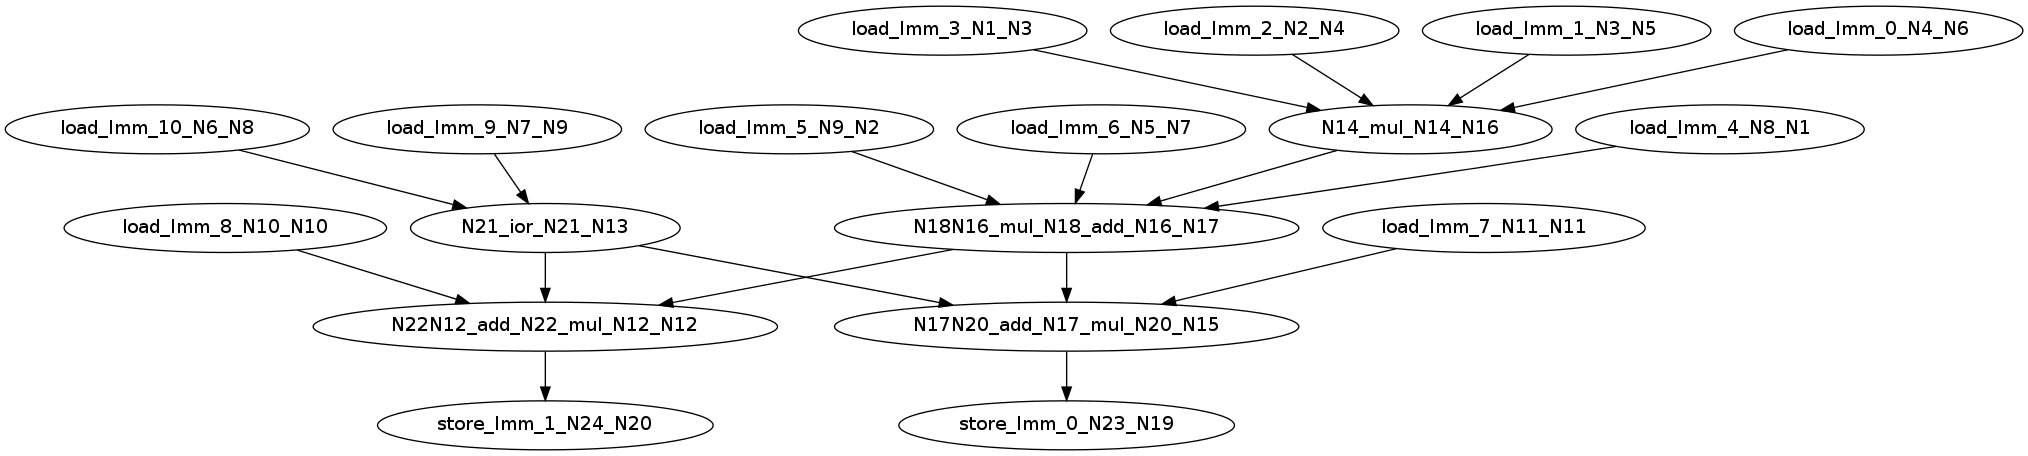 load_Imm_3_N1_N3
load_Imm_2_N2_N4
load_Imm_1_N3_N5
load_Imm_0_N4_N6
load_Imm_10_N6_N8
load_Imm_9_N7_N9
load_Imm_5_N9_N2
load_Imm_6_N5_N7
N14_mul_N14_N16
load_Imm_4_N8_N1
load_Imm_8_N10_N10
N21_ior_N21_N13
N18N16_mul_N18_add_N16_N17
load_Imm_7_N11_N11
N22N12_add_N22_mul_N12_N12
N17N20_add_N17_mul_N20_N15
store_Imm_1_N24_N20
store_Imm_0_N23_N19